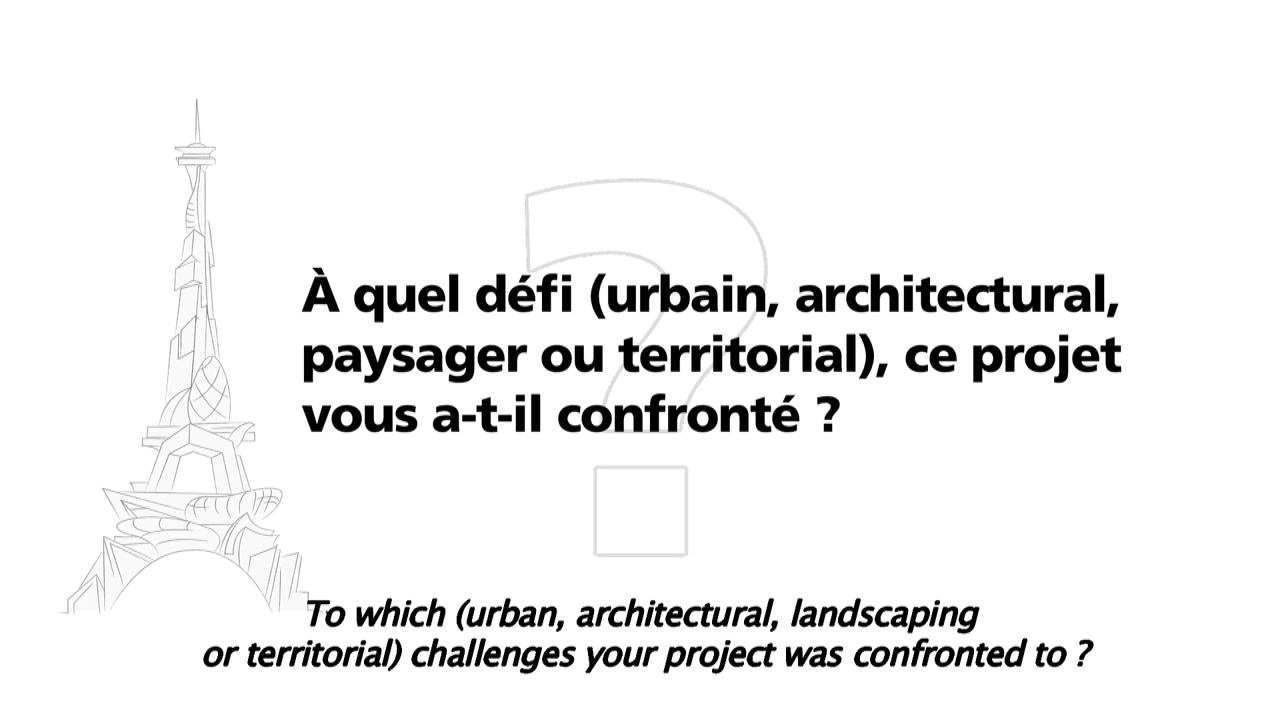 À quel défi (urbain, architectural,
paysager ou territorial), ce projet
vous a-t-il confronté ?
To which (urban, architectural, landscaping
or territorial) challenges your project was confronted to ?